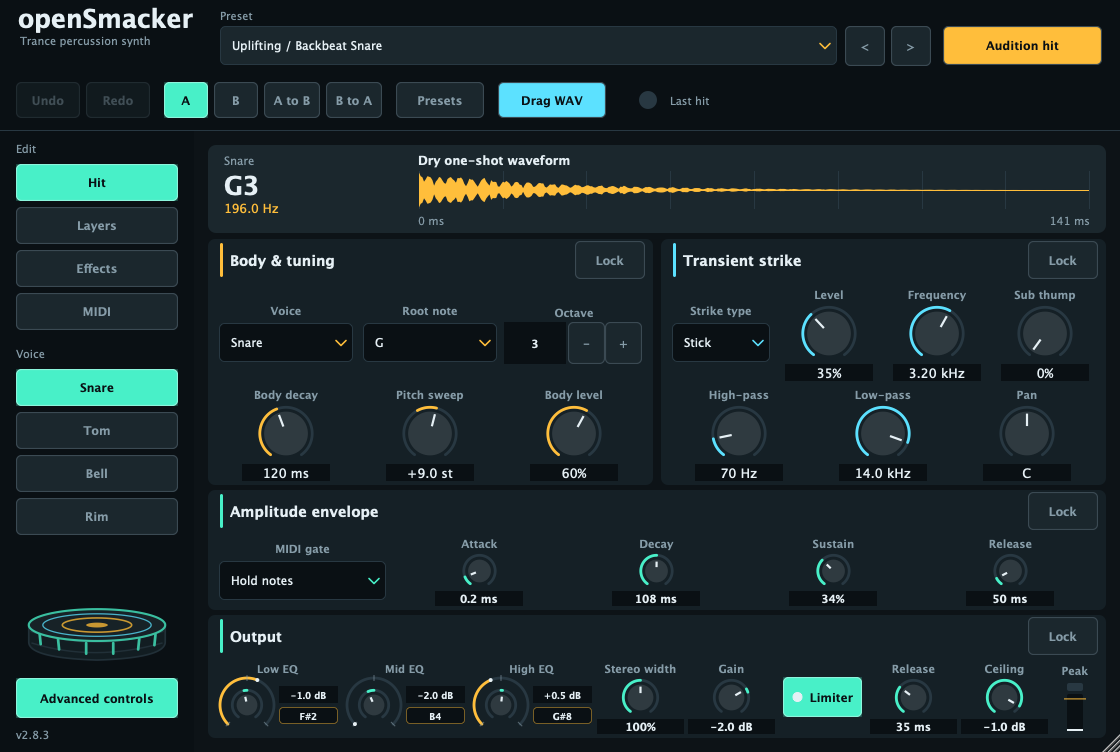 openSmacker
Trance percussion synth
Preset
Uplifting / Backbeat Snare
<
>
Audition hit
Undo
Redo
A
B
A to B
B to A
Presets
Drag WAV
Last hit
Edit
Hit
Layers
Effects
MIDI
Voice
Snare
Tom
Bell
Rim
Advanced controls
v2.8.3
Snare
G3
196.0 Hz
Dry one-shot waveform
0 ms
141 ms
Body & tuning
Lock
Voice
Root note
Octave
Snare
G
3
-
+
Body decay
Pitch sweep
Body level
120 ms
+9.0 st
60%
Transient strike
Lock
Strike type
Level
Frequency
Sub thump
Stick
35%
3.20 kHz
0%
High-pass
Low-pass
Pan
70 Hz
14.0 kHz
C
Amplitude envelope
Lock
MIDI gate
Attack
Decay
Sustain
Release
Hold notes
0.2 ms
108 ms
34%
50 ms
Output
Lock
Low EQ
-1.0 dB
F#2
Mid EQ
-2.0 dB
B4
High EQ
+0.5 dB
G#8
Stereo width
100%
Gain
-2.0 dB
Limiter
Release
35 ms
Ceiling
-1.0 dB
Peak